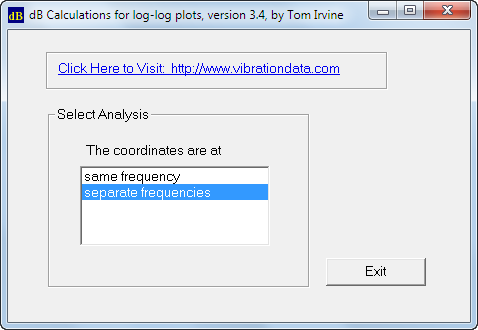 dB dB Calculations for log-log plots, version 3.4, by Tom Irvine
Click Here to Visit: http://www.vibrationdata.com
Select Analysis
The coordinates are at
same frequency
separate frequencies
Exit